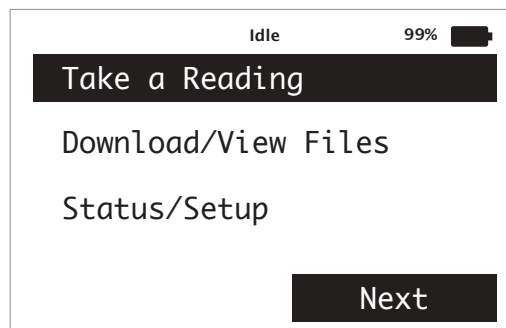 Idle 99%
Take a Reading
Download/View Files
Status/Setup
Next